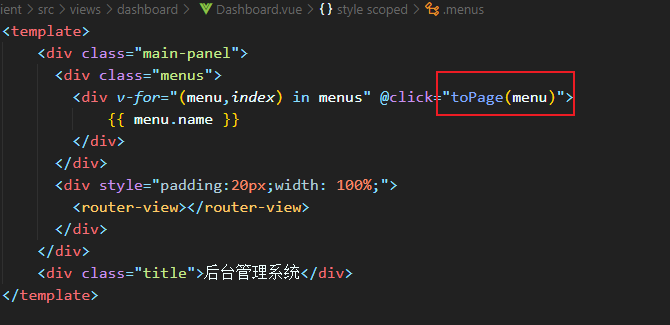 ient > src > views > dashboard > Dashboard.vue > {} style scoped > .menus
<template>
<div class="main-panel">
<div class="menus">
<div v-for="(menu,index) in menus" @click="toPage(menu)">
{{ menu.name }}
</div>
</div>
<div style="padding:20px;width: 100%;">
<router-view></router-view>
</div>
</div>
<div class="title">后台管理系统</div>
</template>